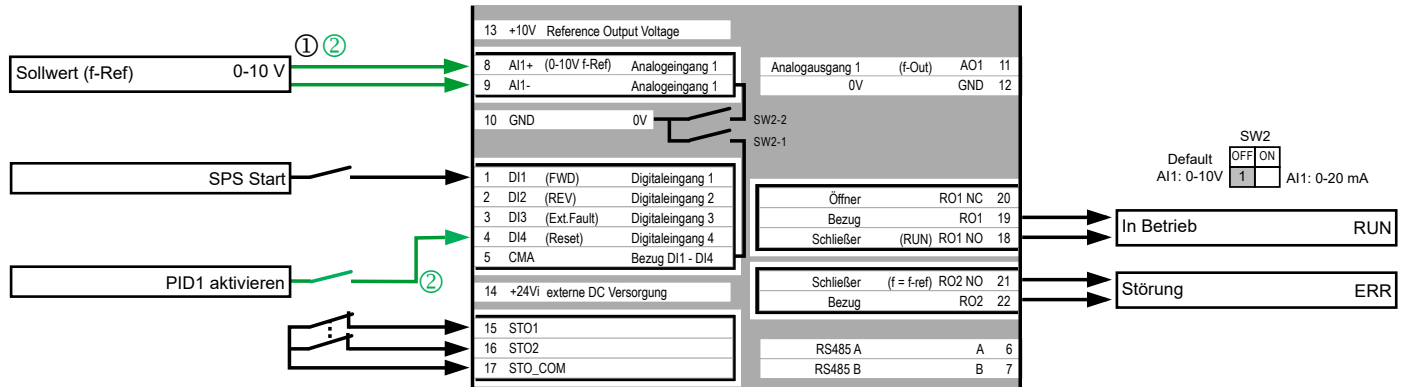 ① ②
Sollwert (f-Ref) 0-10 V
SPS Start
PID1 aktivieren
②
13 +10V Reference Output Voltage
8 AI1+ (0-10V f-Ref) Analogeingang 1
9 AI1- Analogeingang 1
10 GND 0V
SW2-2
SW2-1
1 DI1 (FWD) Digitaleingang 1
2 DI2 (REV) Digitaleingang 2
3 DI3 (Ext.Fault) Digitaleingang 3
4 DI4 (Reset) Digitaleingang 4
5 CMA Bezug DI1 - DI4
14 +24Vi externe DC Versorgung
15 STO1
16 STO2
17 STO_COM
Analogausgang 1 (f-Out) AO1 11
0V GND 12
Öffner RO1 NC 20
Bezug RO1 19
Schließer (RUN) RO1 NO 18
Schließer (f = f-ref) RO2 NO 21
Bezug RO2 22
RS485 A A 6
RS485 B B 7
SW2
Default OFF ON
AI1: 0-10V 1 AI1: 0-20 mA
In Betrieb RUN
Störung ERR